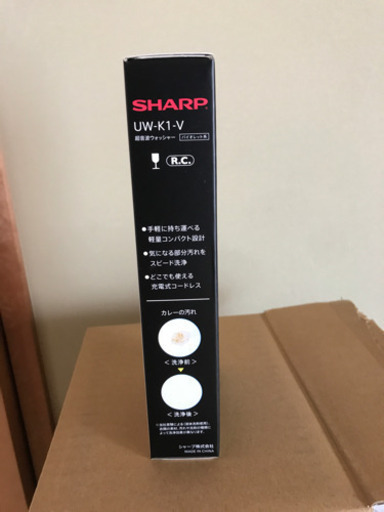 SHARP
UW-K1-V
超音波ウォッシャー バイオレット系
R.C.
●手軽に持ち運べる
軽量コンパクト設計
●気になる部分汚れを
スピード洗浄
●どこでも使える
充電式コードレス
カレーの汚れ
<洗浄前>
<洗浄後>
シャープ株式会社
MADE IN CHINA